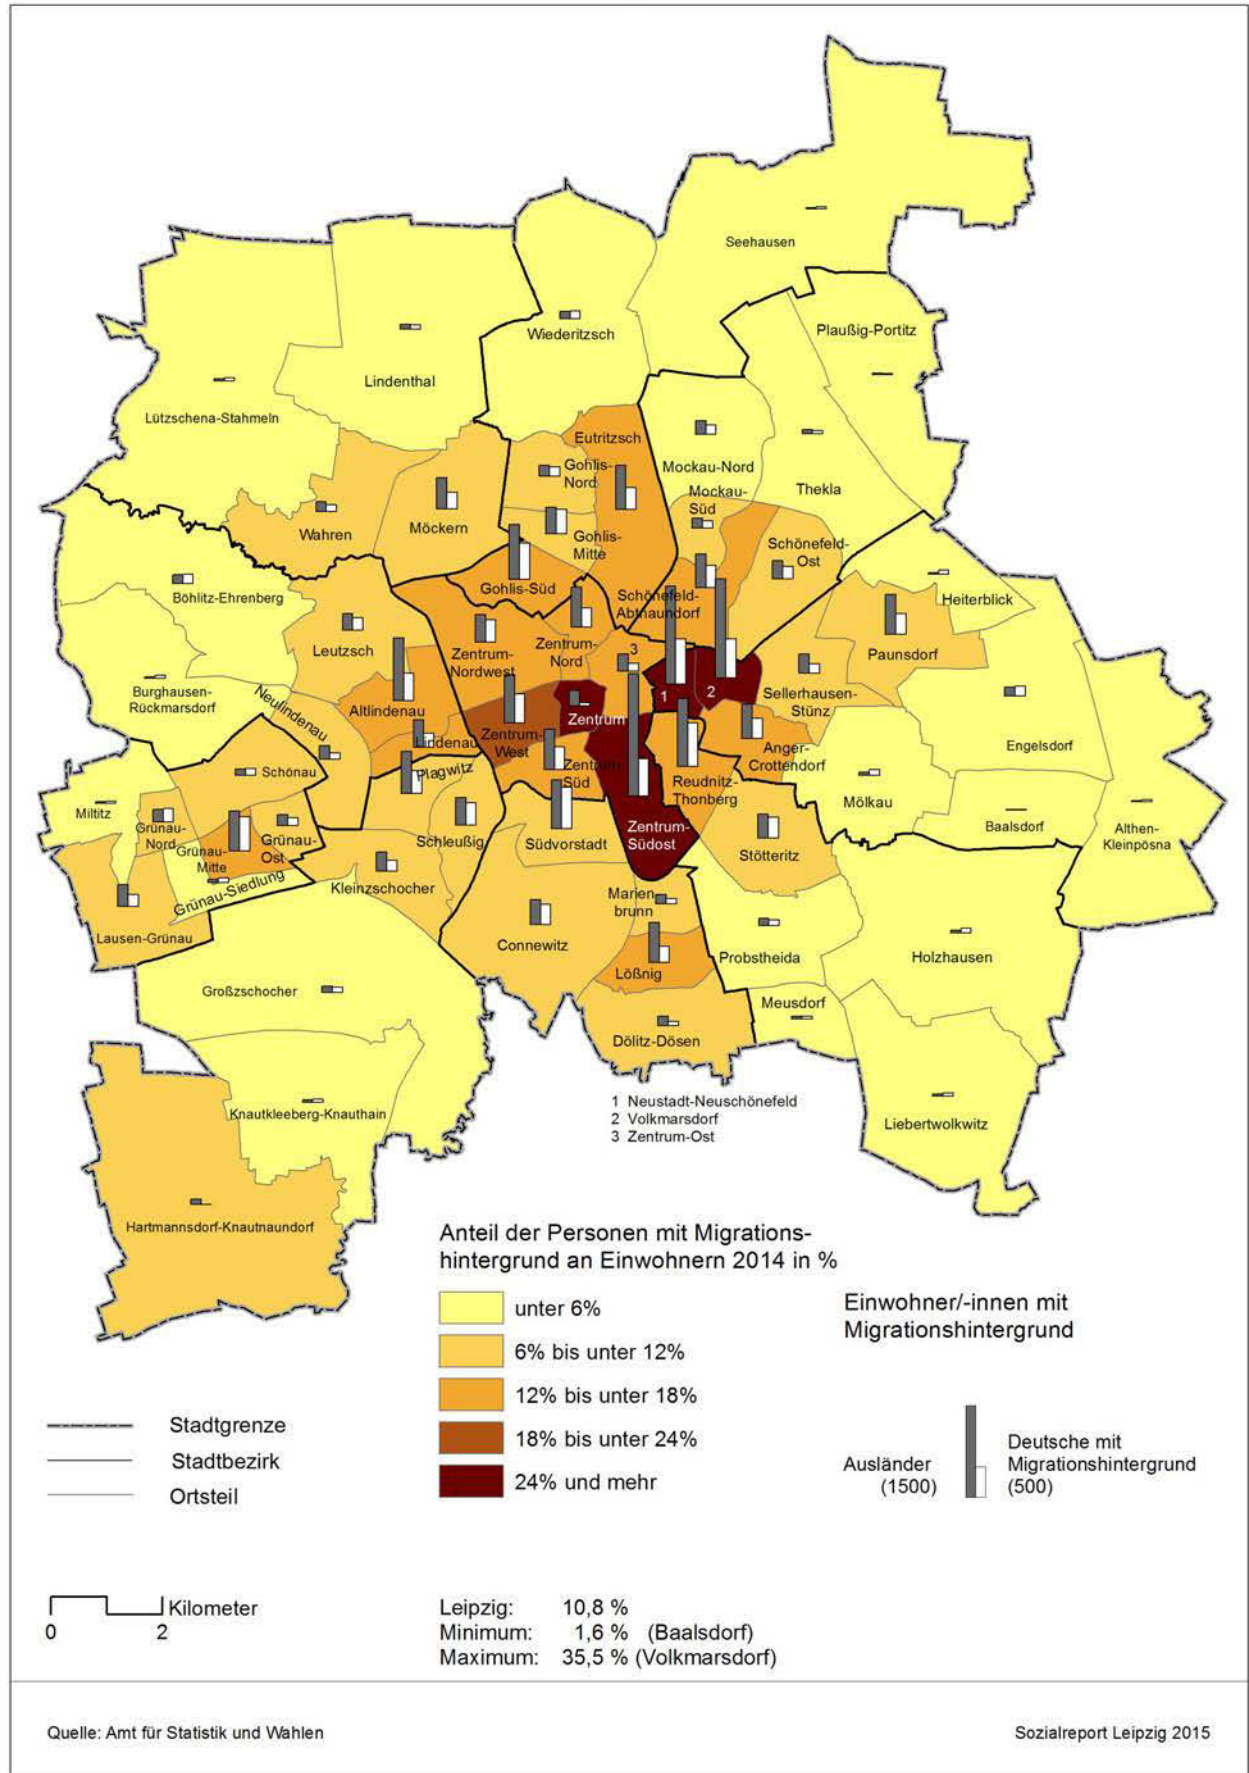 Seehausen
Plaußig-Portitz
Wiederitzsch
Lindenthal
Lützschena-Stahmeln
Eutritzsch
Gohlis-
Nord
Mockau-Nord
Thekla
Mockau-
Süd
Wahren
Möckern
Gohlis-
Mitte
Schönefeld-
Ost
Böhlitz-Ehrenberg
Gohlis-Süd
Schönefeld-
Abtnaundorf
Heiterblick
Leutzsch
Zentrum-
Nordwest
Zentrum-
Nord
3
Paunsdorf
Burghausen-
Rückmarsdorf
Neulindenau
Altlindenau
1
2
Sellerhausen-
Stünz
Zentrum
Lindenau
Zentrum-
West
Zentrum-
Süd
Anger-
Crottendorf
Engelsdorf
Schönau
Plagwitz
Reudnitz-
Thonberg
Mölkau
Miltitz
Grünau-
Nord
Grünau-
Mitte
Grünau-
Ost
Schleußig
Südvorstadt
Zentrum-
Südost
Stötteritz
Baalsdorf
Althen-
Kleinpösna
Grünau-Siedlung
Kleinzschocher
Marien
brunn
Lausen-Grünau
Connewitz
Lößnig
Probstheida
Holzhausen
Großzschocher
Meusdorf
Dölitz-Dösen
Knautkleeberg-Knauthain
Liebertwolkwitz
Hartmannsdorf-Knautnaundorf
1 Neustadt-Neuschönefeld
2 Volkmarsdorf
3 Zentrum-Ost
Anteil der Personen mit Migrations-
hintergrund an Einwohnern 2014 in %
unter 6%
6% bis unter 12%
12% bis unter 18%
18% bis unter 24%
24% und mehr
Einwohner/-innen mit
Migrationshintergrund
Ausländer
(1500)
Deutsche mit
Migrationshintergrund
(500)
Stadtgrenze
Stadtbezirk
Ortsteil
Kilometer
0 2
Leipzig: 10,8 %
Minimum: 1,6 % (Baalsdorf)
Maximum: 35,5 % (Volkmarsdorf)
Quelle: Amt für Statistik und Wahlen
Sozialreport Leipzig 2015